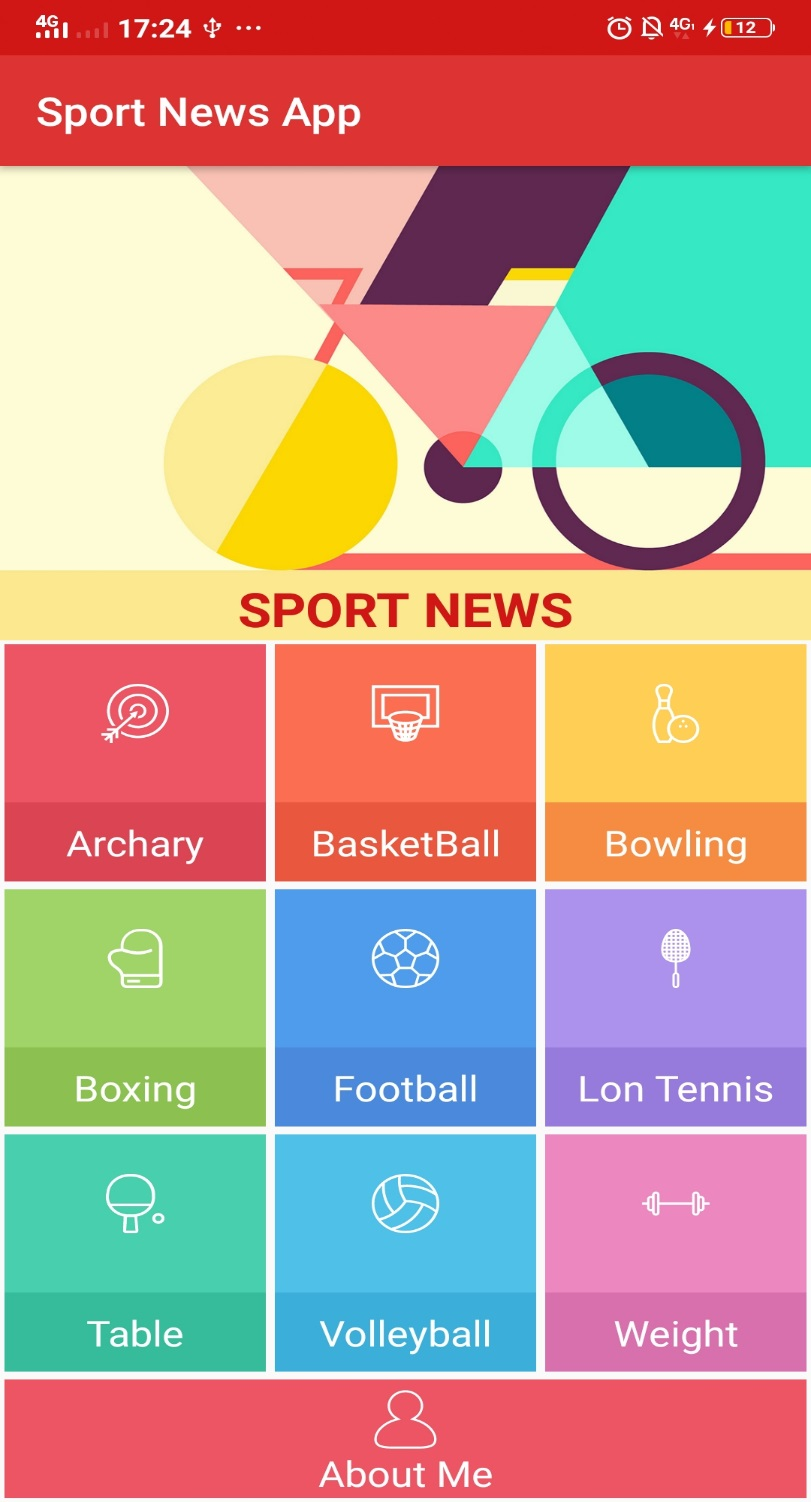 4G 17:24 ... 4G 12
Sport News App
SPORT NEWS
Archary BasketBall Bowling
Boxing Football Lon Tennis
Table Volleyball Weight
About Me